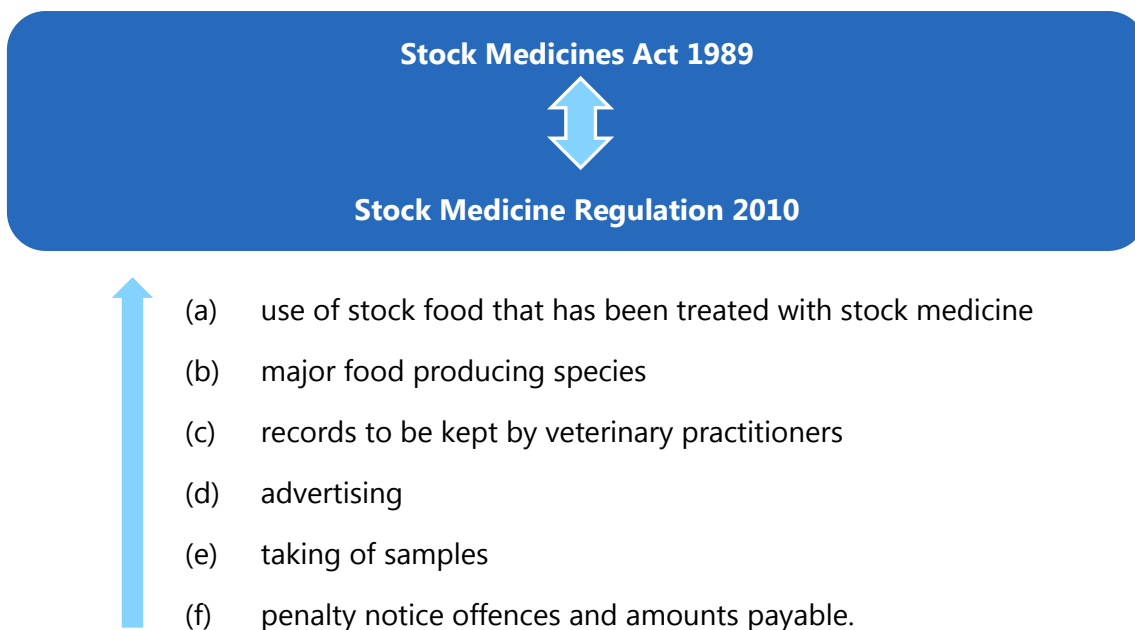 Stock Medicines Act 1989
Stock Medicine Regulation 2010
(a) use of stock food that has been treated with stock medicine
(b) major food producing species
(c) records to be kept by veterinary practitioners
(d) advertising
(e) taking of samples
(f) penalty notice offences and amounts payable.